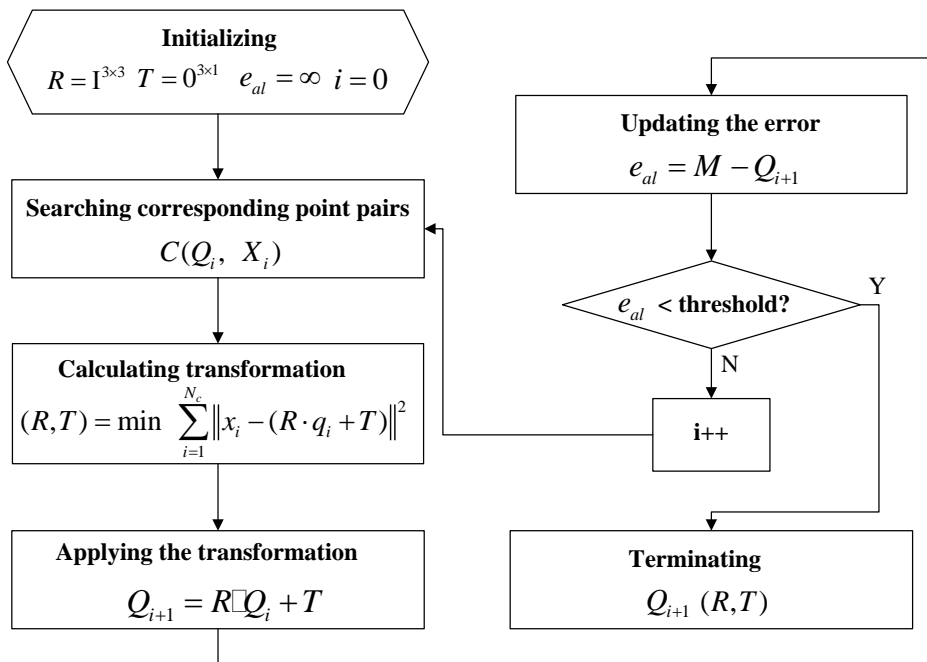 Initializing
R = I^{3×3} T = 0^{3×1} e_{al} = ∞ i = 0
Searching corresponding point pairs
C(Q_i, X_i)
Calculating transformation
(R,T) = min \sum_{i=1}^{N_c} \|x_i − (R · q_i + T)\|^2
Applying the transformation
Q_{i+1} = R□Q_i + T
Updating the error
e_{al} = M − Q_{i+1}
e_{al} < threshold?
Y
N
i++
Terminating
Q_{i+1} (R,T)